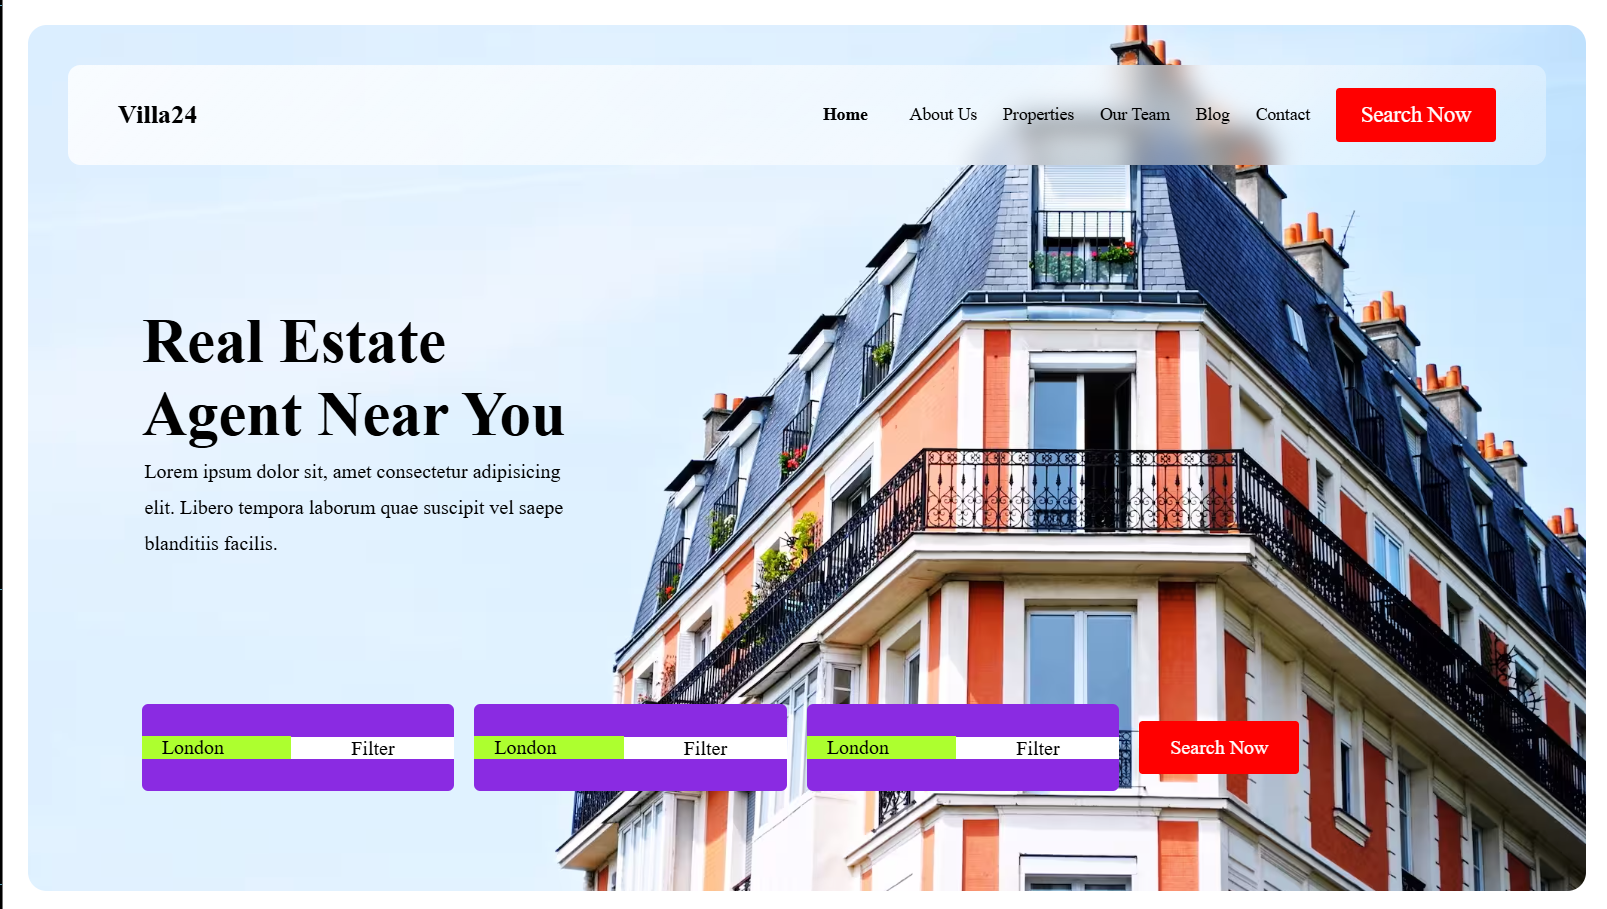 Villa24
Home About Us Properties Our Team Blog Contact Search Now
Real Estate
Agent Near You
Lorem ipsum dolor sit, amet consectetur adipisicing
elit. Libero tempora laborum quae suscipit vel saepe
blanditiis facilis.
London Filter London Filter London Filter Search Now